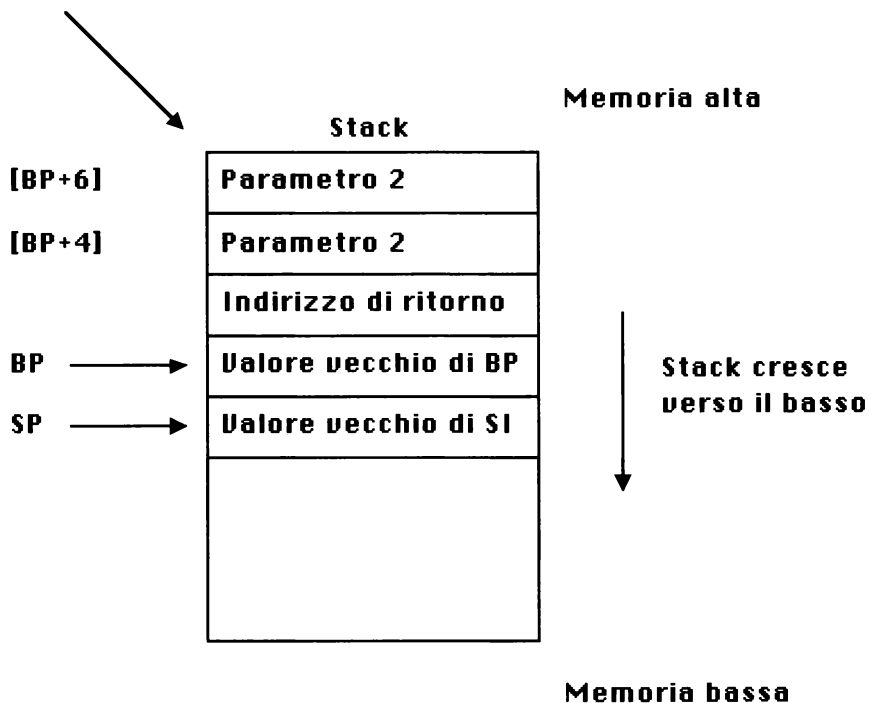 Memoria alta
Stack
[BP+6]
Parametro 2
[BP+4]
Parametro 2
Indirizzo di ritorno
BP
Valore vecchio di BP
SP
Valore vecchio di SI
Stack cresce
verso il basso
Memoria bassa